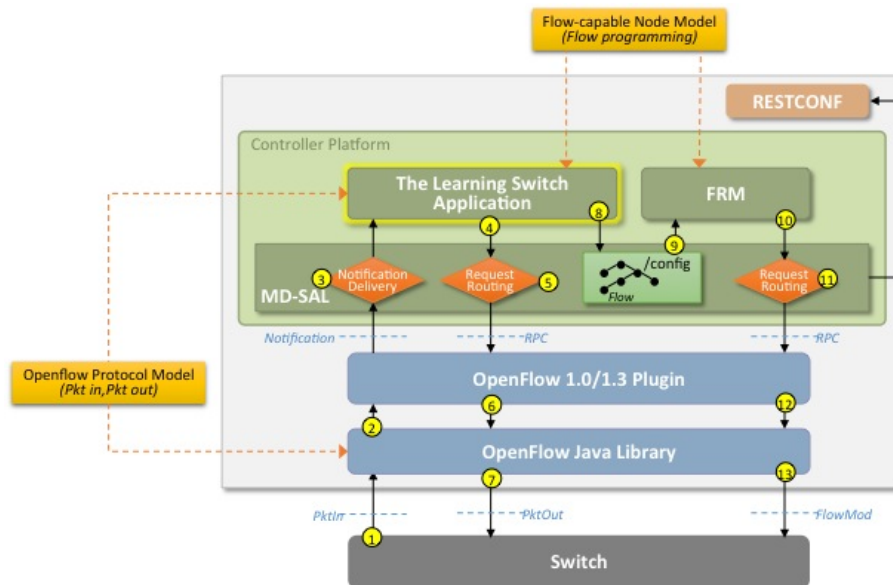 Flow-capable Node Model
(Flow programming)
RESTCONF
Controller Platform
The Learning Switch
Application
FRM
8
4
10
9
/config
3
Notification
Delivery
Request
Routing
5
Flow
Request
Routing
11
MD-SAL
Notification
RPC
RPC
Openflow Protocol Model
(Pkt in,Pkt out)
OpenFlow 1.0/1.3 Plugin
6
12
2
OpenFlow Java Library
7
13
PktIn
PktOut
FlowMod
1
Switch